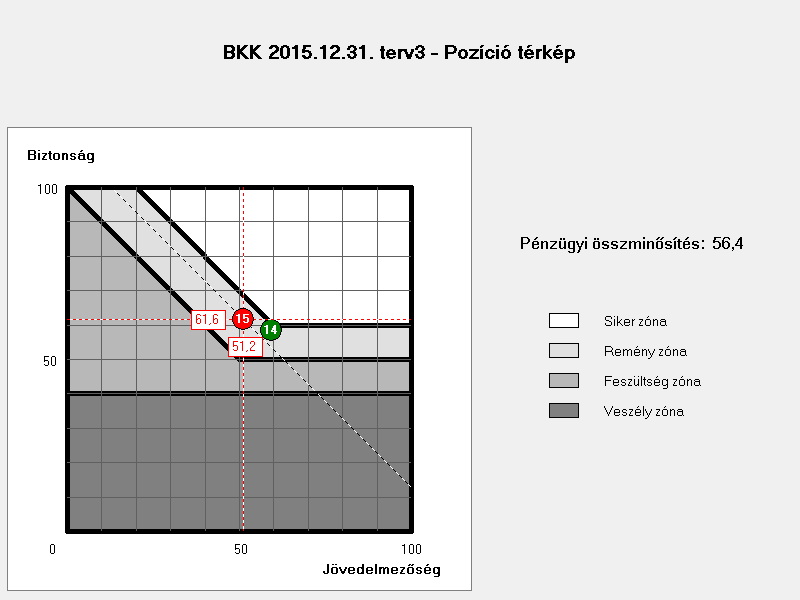 BKK 2015.12.31. terv3 - Pozíció térkép
Biztonság
100
61,6
15
14
51,2
50
0
50
100
Jövedelmezőség
Pénzügyi összminősítés: 56,4
Siker zóna
Remény zóna
Feszültség zóna
Veszély zóna